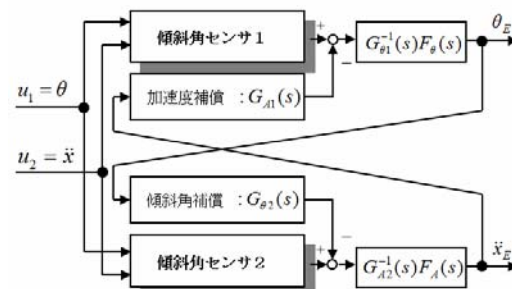 傾斜角センサ1
+
−
G_{θ1}^{-1}(s)F_θ(s)
θ_E
u_1 = θ
加速度補償 : G_{A1}(s)
u_2 = ẍ
傾斜角補償 : G_{θ2}(s)
−
傾斜角センサ2
+
G_{A2}^{-1}(s)F_A(s)
ẍ_E